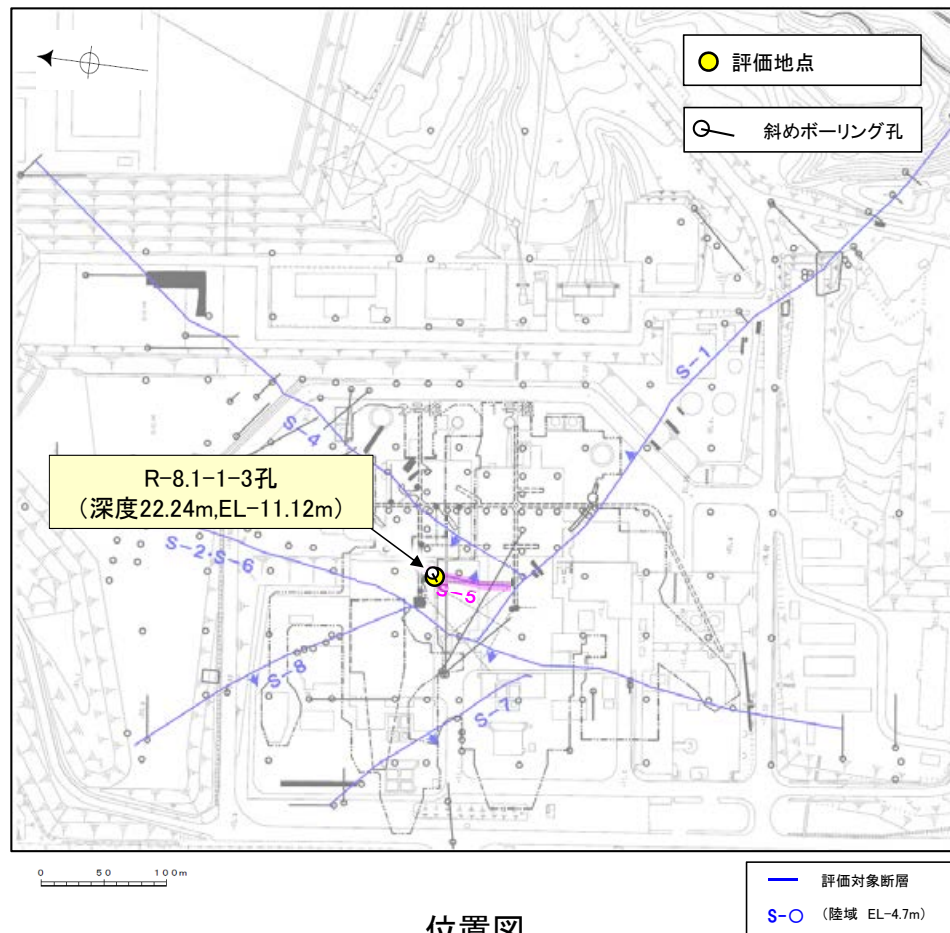 評価地点
斜めボーリング孔
S-1
S-4
R-8.1-1-3孔
(深度22.24m,EL-11.12m)
S-2・S-6
S-5
S-8
S-7
0 50 100m
評価対象断層
S-○ (陸域 EL-4.7m)
位置図